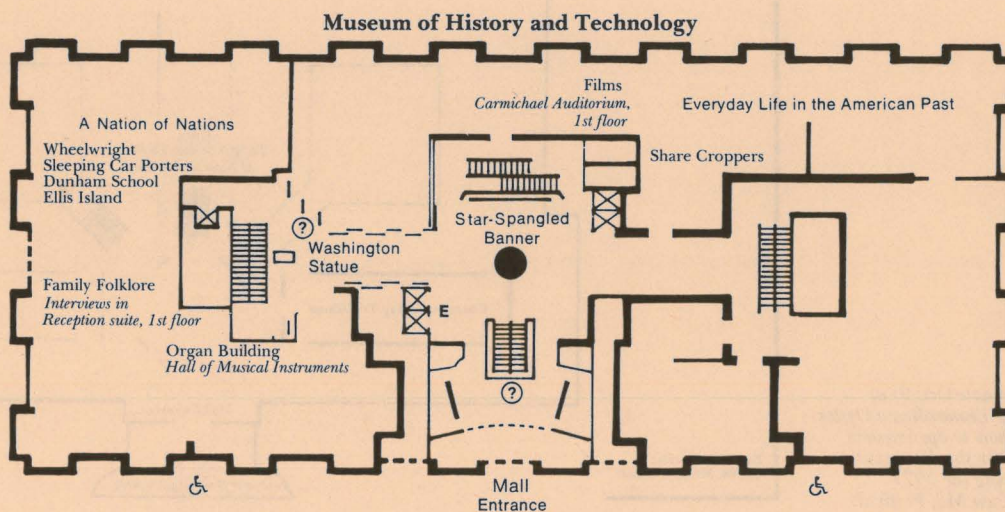 Museum of History and Technology
Films
Carmichael Auditorium,
1st floor
Everyday Life in the American Past
A Nation of Nations
Wheelwright
Sleeping Car Porters
Dunham School
Ellis Island
Share Croppers
?
Washington
Statue
Star-Spangled
Banner
Family Folklore
Interviews in
Reception suite, 1st floor
E
Organ Building
Hall of Musical Instruments
?
Mall
Entrance